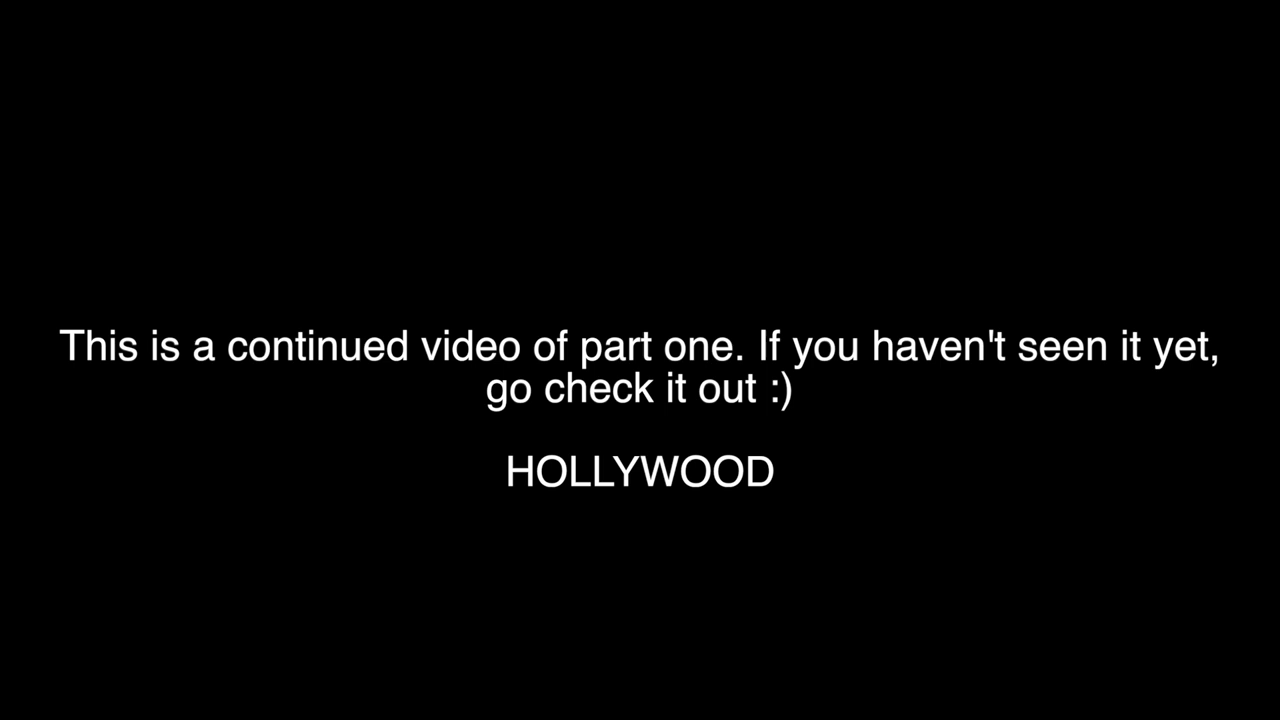 This is a continued video of part one. If you haven't seen it yet,
go check it out :)
HOLLYWOOD